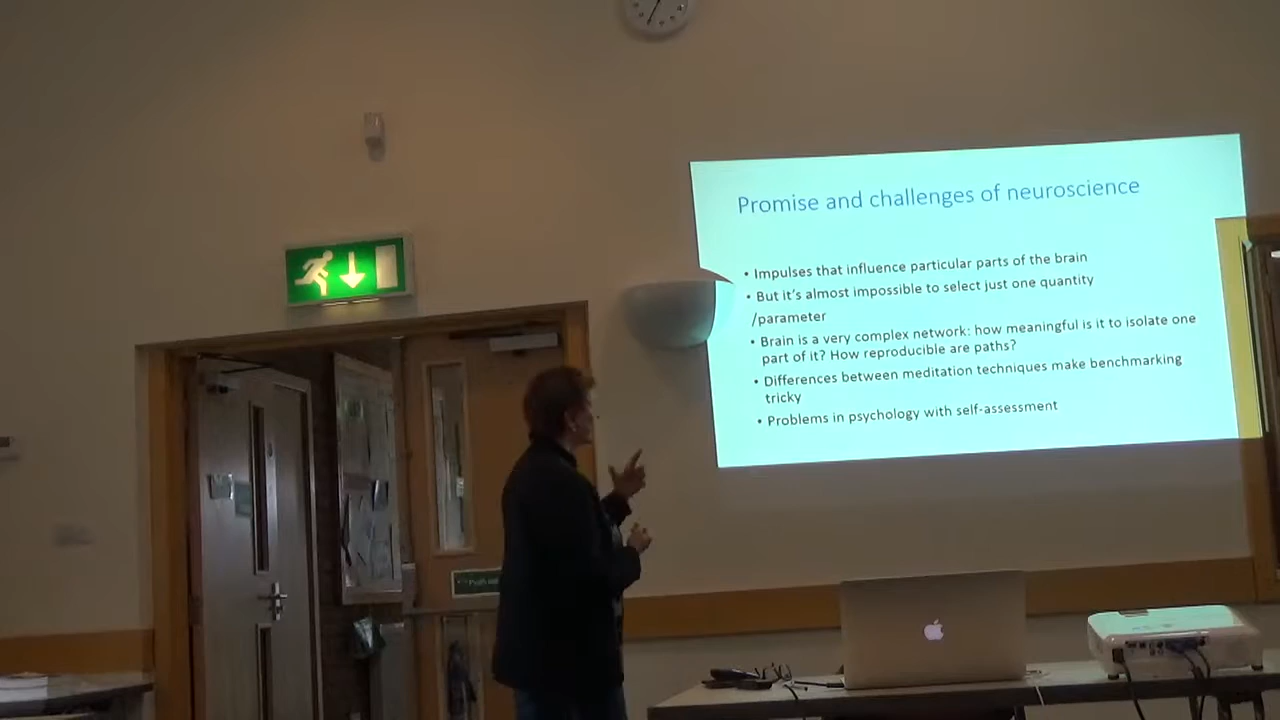 Promise and challenges of neuroscience
• Impulses that influence particular parts of the brain
• But it's almost impossible to select just one quantity
/parameter
• Brain is a very complex network: how meaningful is it to isolate one
part of it? How reproducible are paths?
• Differences between meditation techniques make benchmarking
tricky
• Problems in psychology with self-assessment